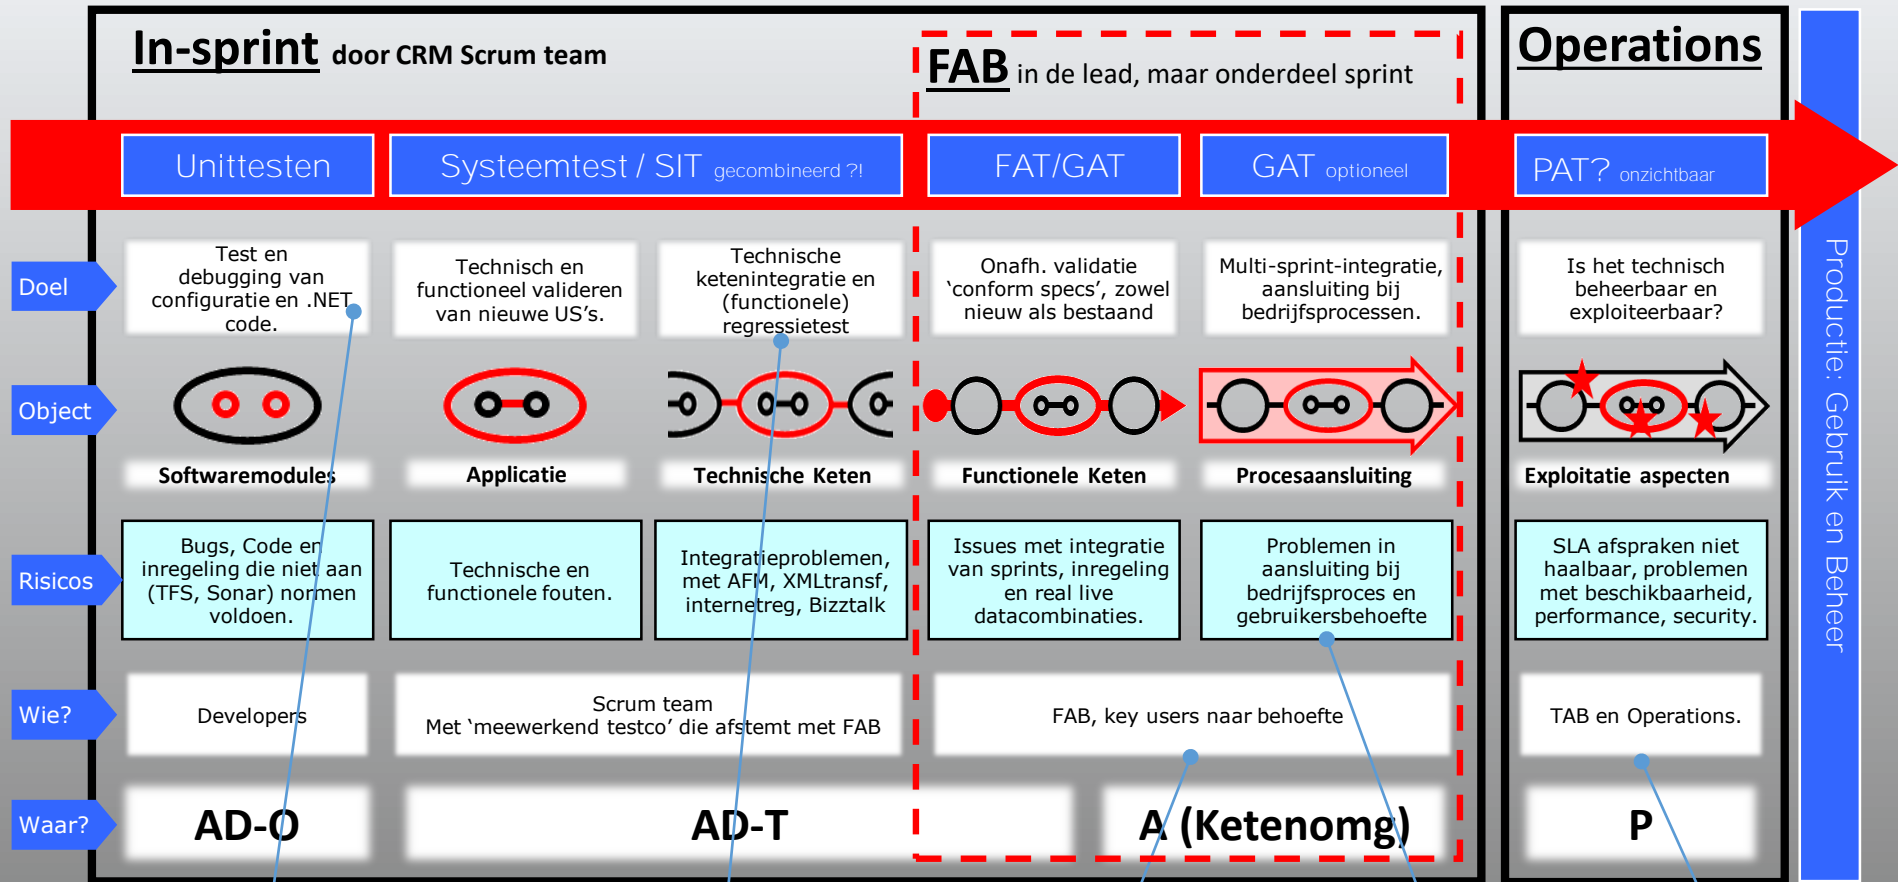 In-sprint door CRM Scrum team
FAB in de lead, maar onderdeel sprint
Operations
Unittesten
Systeemtest / SIT gecombineerd ?!
FAT/GAT
GAT optioneel
PAT? onzichtbaar
Doel
Test en
debugging van
configuratie en .NET
code.
Technisch en
functioneel valideren
van nieuwe US’s.
Technische
ketenintegratie en
(functionele)
regressietest
Onafh. validatie
‘conform specs’, zowel
nieuw als bestaand
Multi-sprint-integratie,
aansluiting bij
bedrijfsprocessen.
Is het technisch
beheerbaar en
exploiteerbaar?
Object
Softwaremodules
Applicatie
Technische Keten
Functionele Keten
Procesaansluiting
Exploitatie aspecten
Risicos
Bugs, Code en
inregeling die niet aan
(TFS, Sonar) normen
voldoen.
Technische en
functionele fouten.
Integratieproblemen,
met AFM, XMLtransf,
internetreg, Bizztalk
Issues met integratie
van sprints, inregeling
en real live
datacombinaties.
Problemen in
aansluiting bij
bedrijfsproces en
gebruikersbehoefte
SLA afspraken niet
haalbaar, problemen
met beschikbaarheid,
performance, security.
Wie?
Developers
Scrum team
Met ‘meewerkend testco’ die afstemt met FAB
FAB, key users naar behoefte
TAB en Operations.
Waar?
AD-O
AD-T
A (Ketenomg)
P
Productie: Gebruik en Beheer